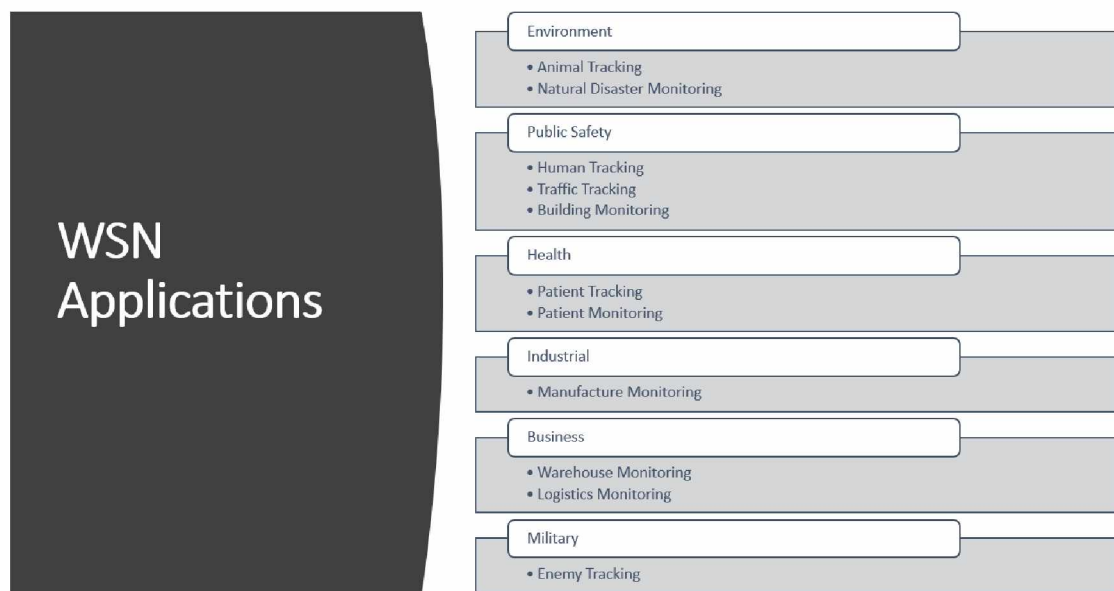 WSN
Applications
Environment
• Animal Tracking
• Natural Disaster Monitoring
Public Safety
• Human Tracking
• Traffic Tracking
• Building Monitoring
Health
• Patient Tracking
• Patient Monitoring
Industrial
• Manufacture Monitoring
Business
• Warehouse Monitoring
• Logistics Monitoring
Military
• Enemy Tracking